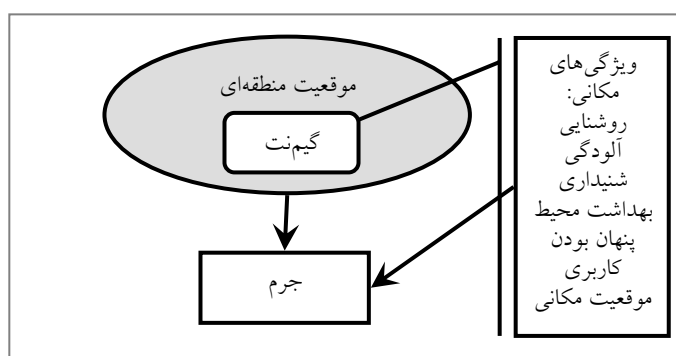 موقعیت منطقه‌ای
گیم‌نت
جرم
ویژگی‌های
مکانی:
روشنایی
آلودگی
شنیداری
بهداشت محیط
پنهان بودن
کاربری
موقعیت مکانی